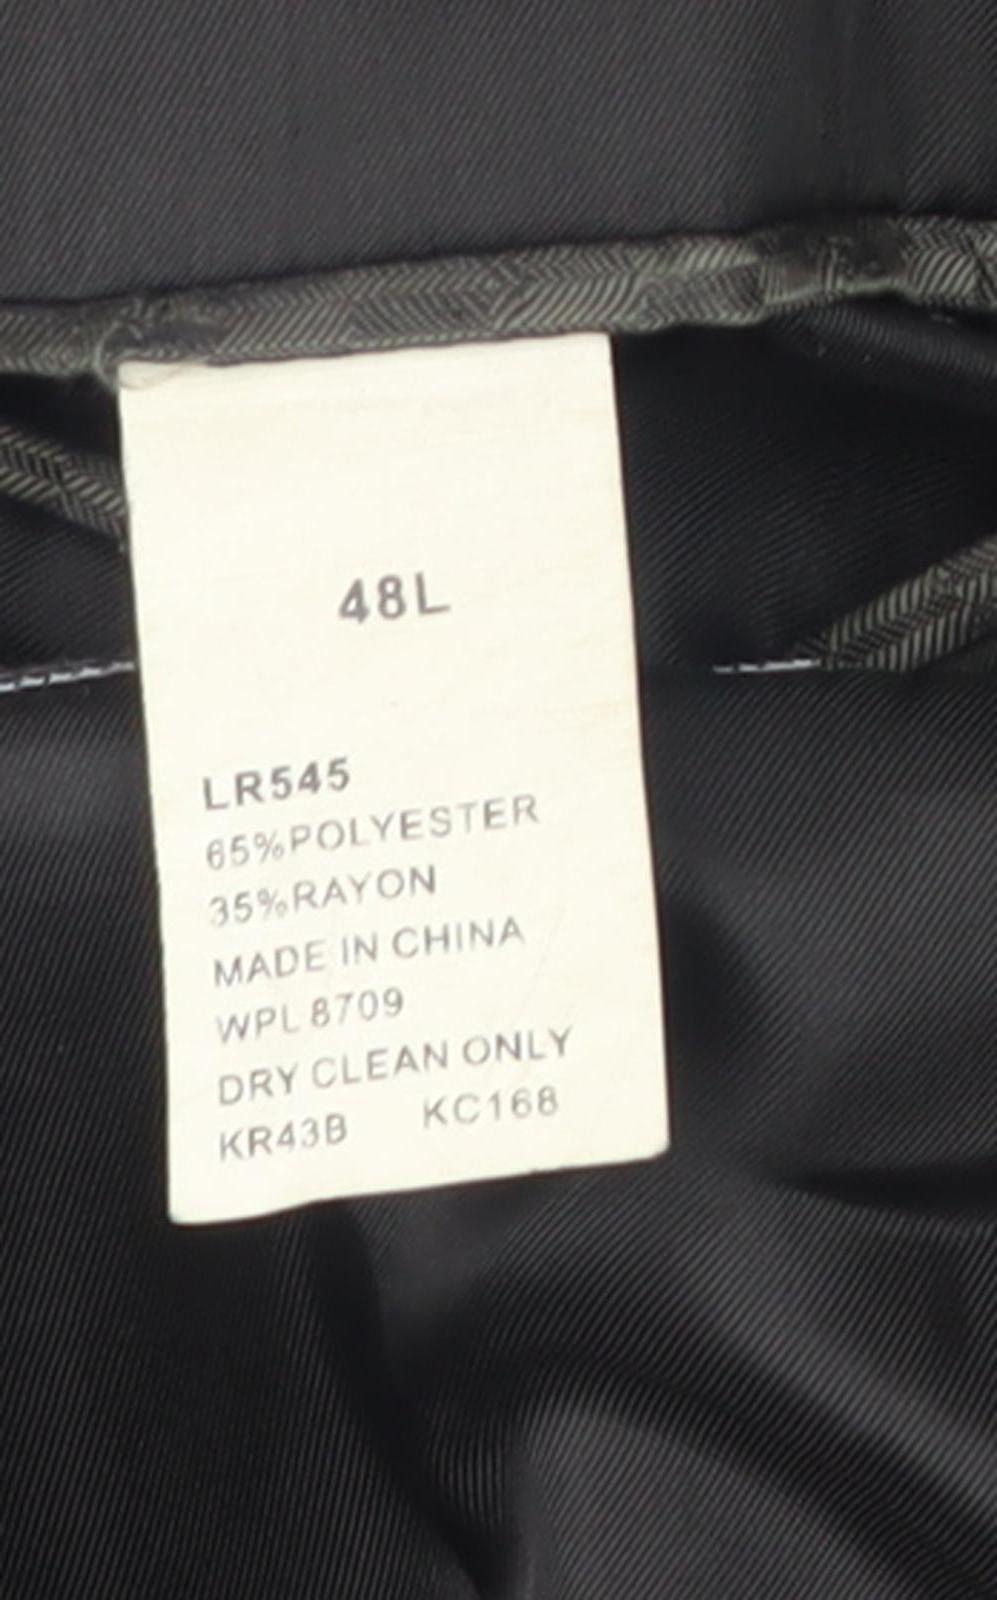 48L
LR545
65%POLYESTER
35%RAYON
MADE IN CHINA
WPL 8709
DRY CLEAN ONLY
KR43B KC168